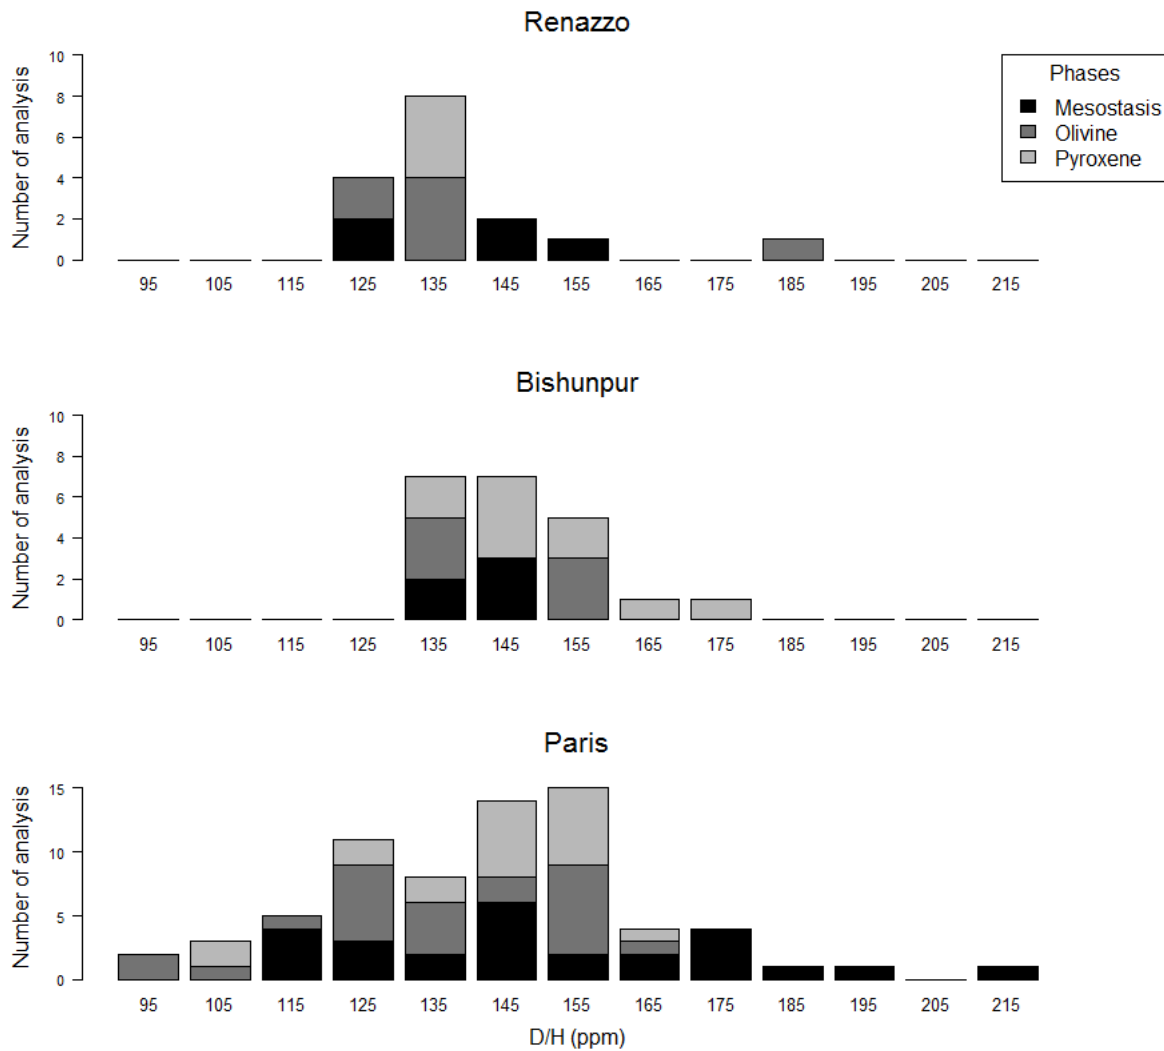 Renazzo
Number of analysis
10
8
6
4
2
0
95 105 115 125 135 145 155 165 175 185 195 205 215
Phases
Mesostasis
Olivine
Pyroxene
Bishunpur
Number of analysis
10
8
6
4
2
0
95 105 115 125 135 145 155 165 175 185 195 205 215
Paris
Number of analysis
15
10
5
0
95 105 115 125 135 145 155 165 175 185 195 205 215
D/H (ppm)